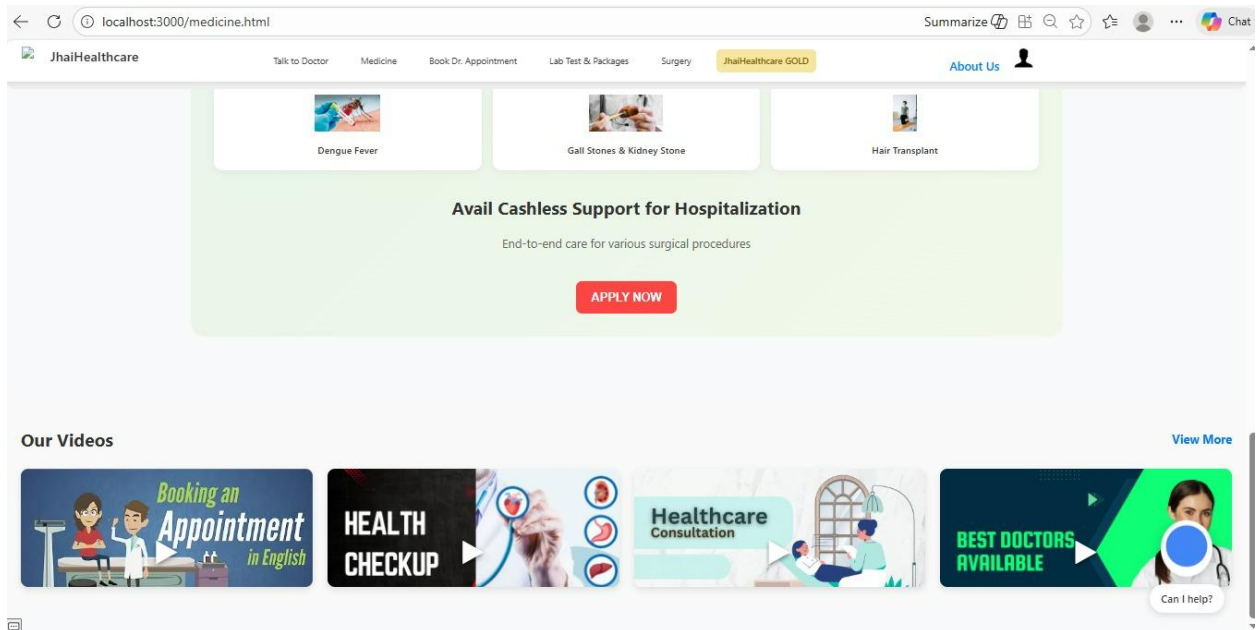 localhost:3000/medicine.html
Summarize
Chat
JhaiHealthcare
Talk to Doctor
Medicine
Book Dr. Appointment
Lab Test & Packages
Surgery
JhaiHealthcare GOLD
About Us
Dengue Fever
Gall Stones & Kidney Stone
Hair Transplant
Avail Cashless Support for Hospitalization
End-to-end care for various surgical procedures
APPLY NOW
Our Videos
View More
Booking an
Appointment
in English
HEALTH
CHECKUP
Healthcare
Consultation
BEST DOCTORS
AVAILABLE
Can I help?